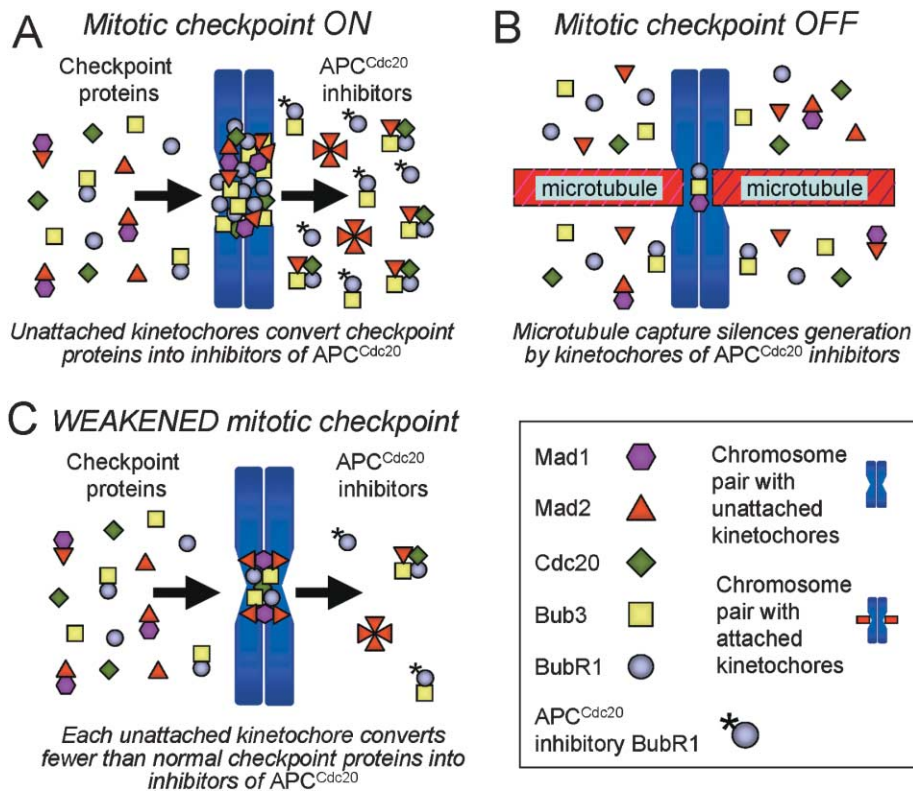 A
Mitotic checkpoint ON
Checkpoint
proteins
APC^Cdc20
inhibitors
*
*
*
*
*
*
Unattached kinetochores convert checkpoint
proteins into inhibitors of APC^Cdc20
B
Mitotic checkpoint OFF
microtubule
microtubule
Microtubule capture silences generation
by kinetochores of APC^Cdc20 inhibitors
C
WEAKENED mitotic checkpoint
Checkpoint
proteins
APC^Cdc20
inhibitors
*
*
Each unattached kinetochore converts
fewer than normal checkpoint proteins into
inhibitors of APC^Cdc20
Mad1
Mad2
Cdc20
Bub3
BubR1
APC^Cdc20
inhibitory BubR1
*
Chromosome
pair with
unattached
kinetochores
Chromosome
pair with
attached
kinetochores